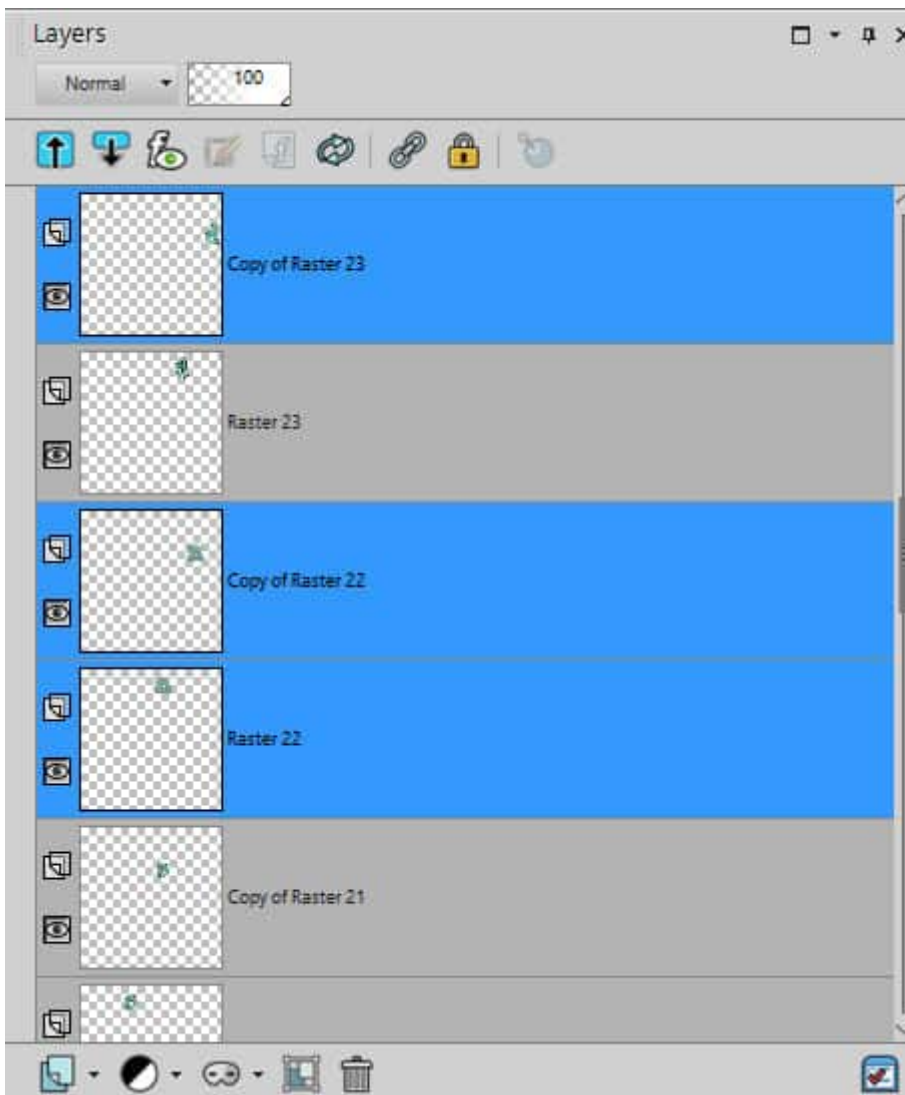 Layers
Normal
100
Copy of Raster 23
Raster 23
Copy of Raster 22
Raster 22
Copy of Raster 21